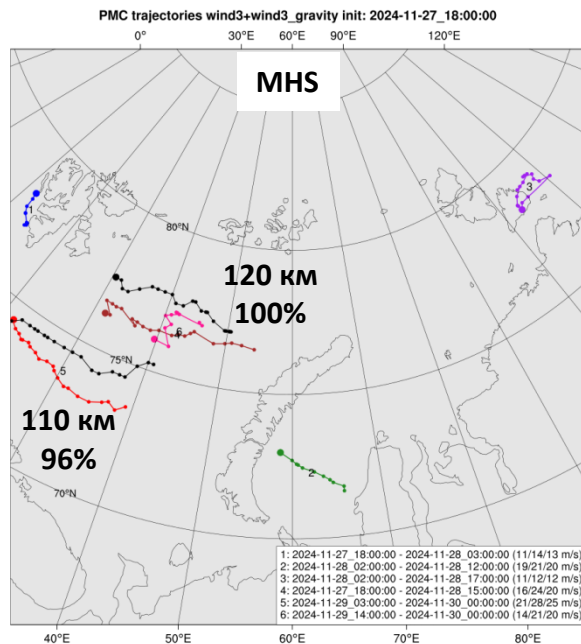 PMC trajectories wind3+wind3_gravity init: 2024-11-27_18:00:00
0° 60°E 90°E 120°E
MHS
1
3
80°N
120 км
100%
6
4
75°N
5
110 км
96%
2
70°N
1: 2024-11-27_18:00:00 - 2024-11-28_03:00:00 (11/14/13 m/s)
2: 2024-11-28_02:00:00 - 2024-11-28_12:00:00 (19/21/20 m/s)
3: 2024-11-28_02:00:00 - 2024-11-28_17:00:00 (11/12/12 m/s)
4: 2024-11-27_18:00:00 - 2024-11-28_15:00:00 (16/24/20 m/s)
5: 2024-11-29_03:00:00 - 2024-11-30_00:00:00 (21/28/25 m/s)
6: 2024-11-29_14:00:00 - 2024-11-30_00:00:00 (14/21/20 m/s)
40°E 50°E 60°E 70°E 80°E